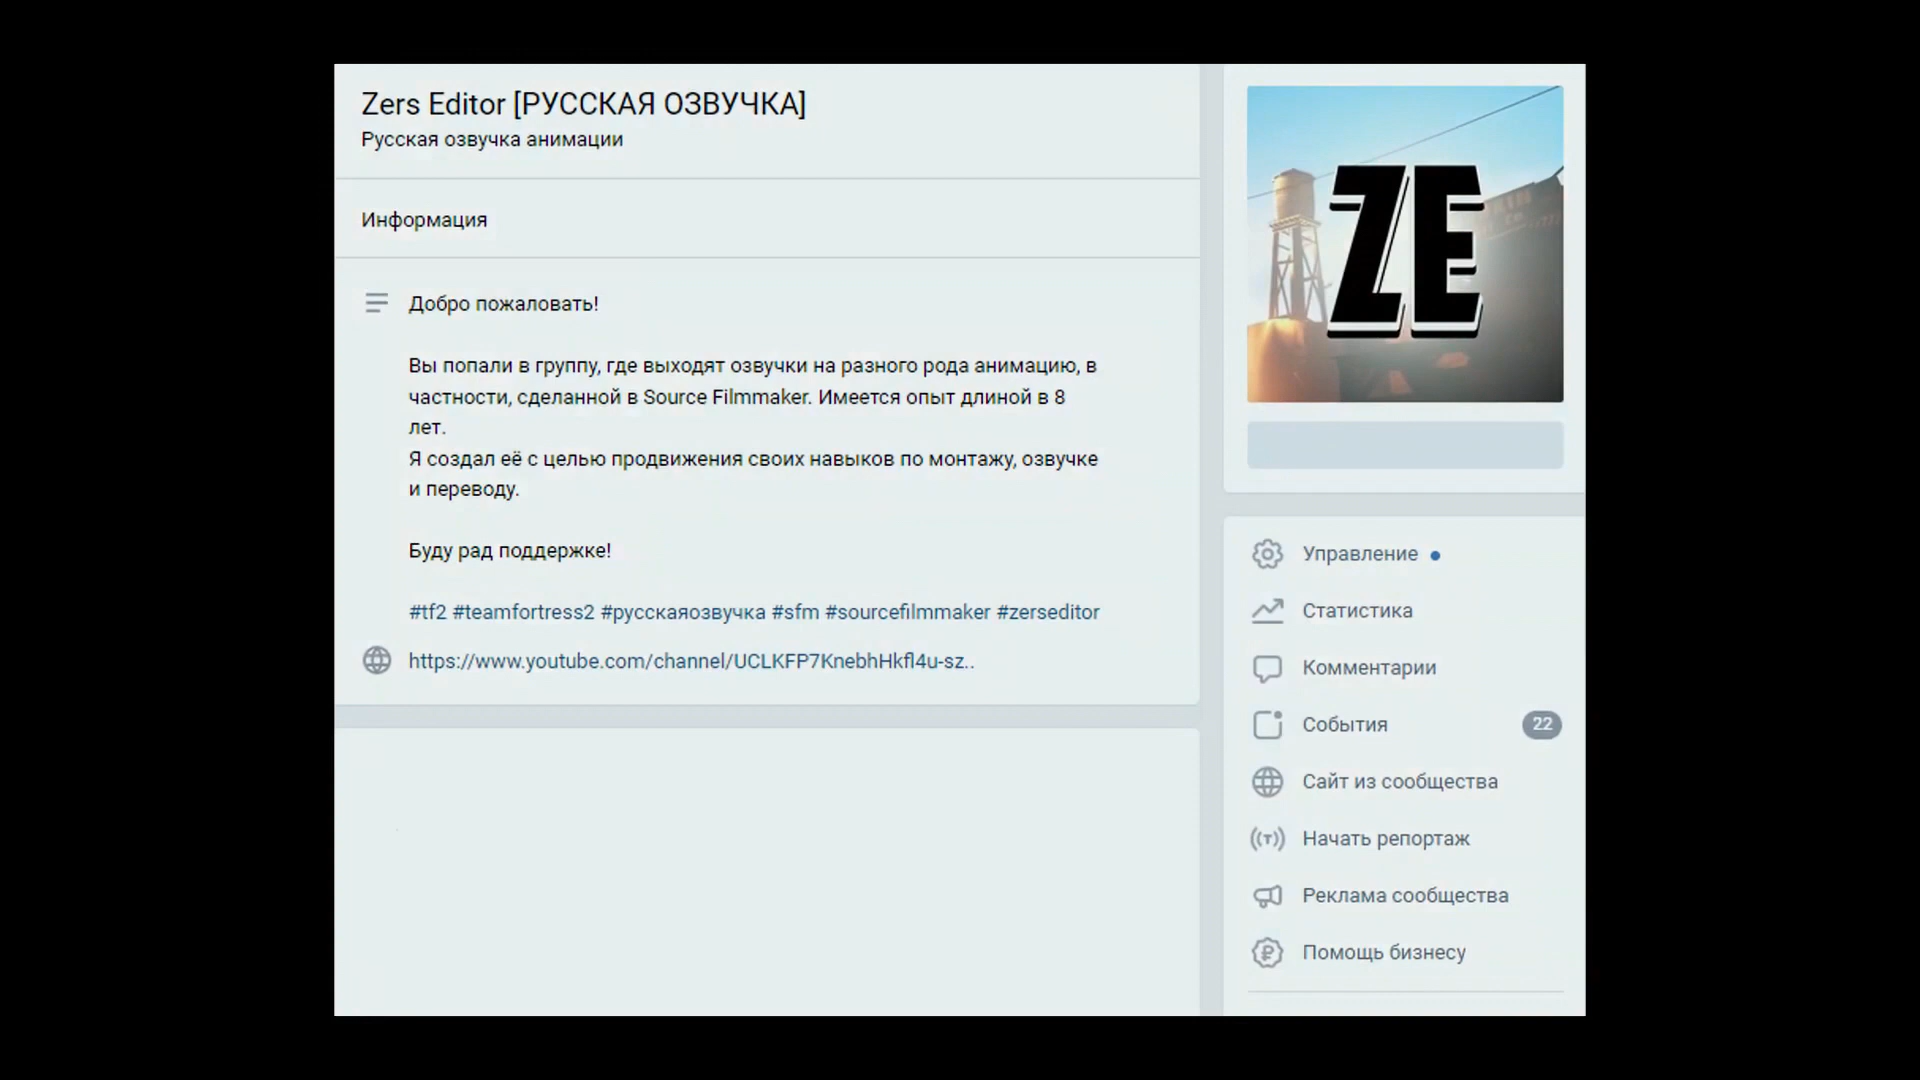 Zers Editor [РУССКАЯ ОЗВУЧКА]
Русская озвучка анимации
Информация
Добро пожаловать!
Вы попали в группу, где выходят озвучки на разного рода анимацию, в
частности, сделанной в Source Filmmaker. Имеется опыт длиной в 8
лет.
Я создал её с целью продвижения своих навыков по монтажу, озвучке
и переводу.
Буду рад поддержке!
#tf2 #teamfortress2 #русскаяозвучка #sfm #sourcefilmmaker #zerseditor
https://www.youtube.com/channel/UCLKFP7KnebhHkfl4u-sz..
ZE
Управление
Статистика
Комментарии
События 22
Сайт из сообщества
Начать репортаж
Реклама сообщества
Помощь бизнесу